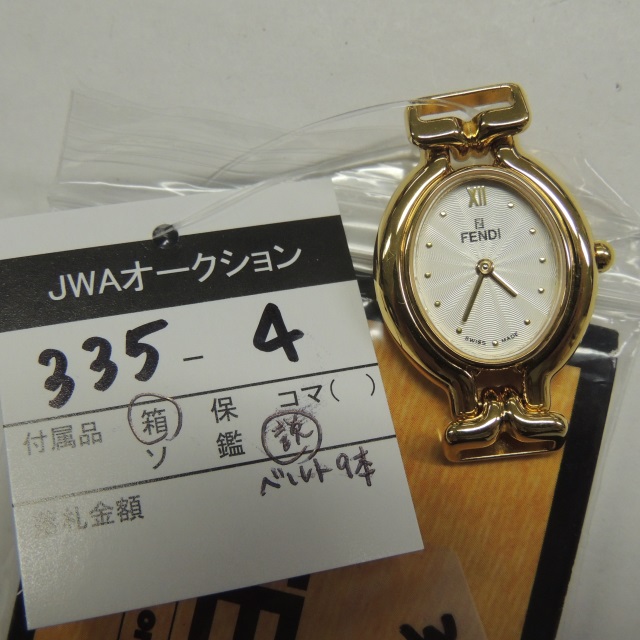 JWAオークション
335-4
付属品 箱 保 コマ( )
ソ 鑑 説
ベルト9本
札金額
XII
FENDI
SWISS MADE